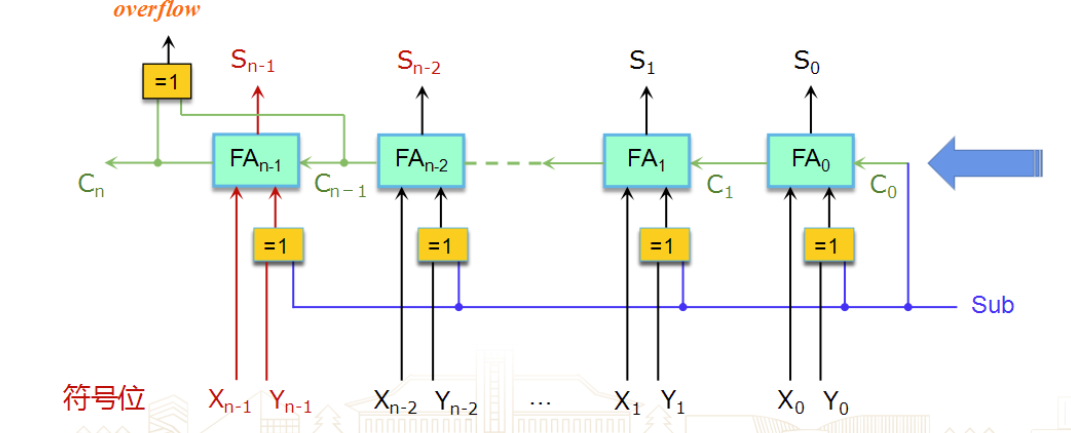 overflow
S_{n-1} S_{n-2} S_1 S_0
=1
FA_{n-1} FA_{n-2} FA_1 FA_0
C_n C_{n-1} C_1 C_0
=1 =1 =1 =1
Sub
符号位 X_{n-1} Y_{n-1} X_{n-2} Y_{n-2} ... X_1 Y_1 X_0 Y_0